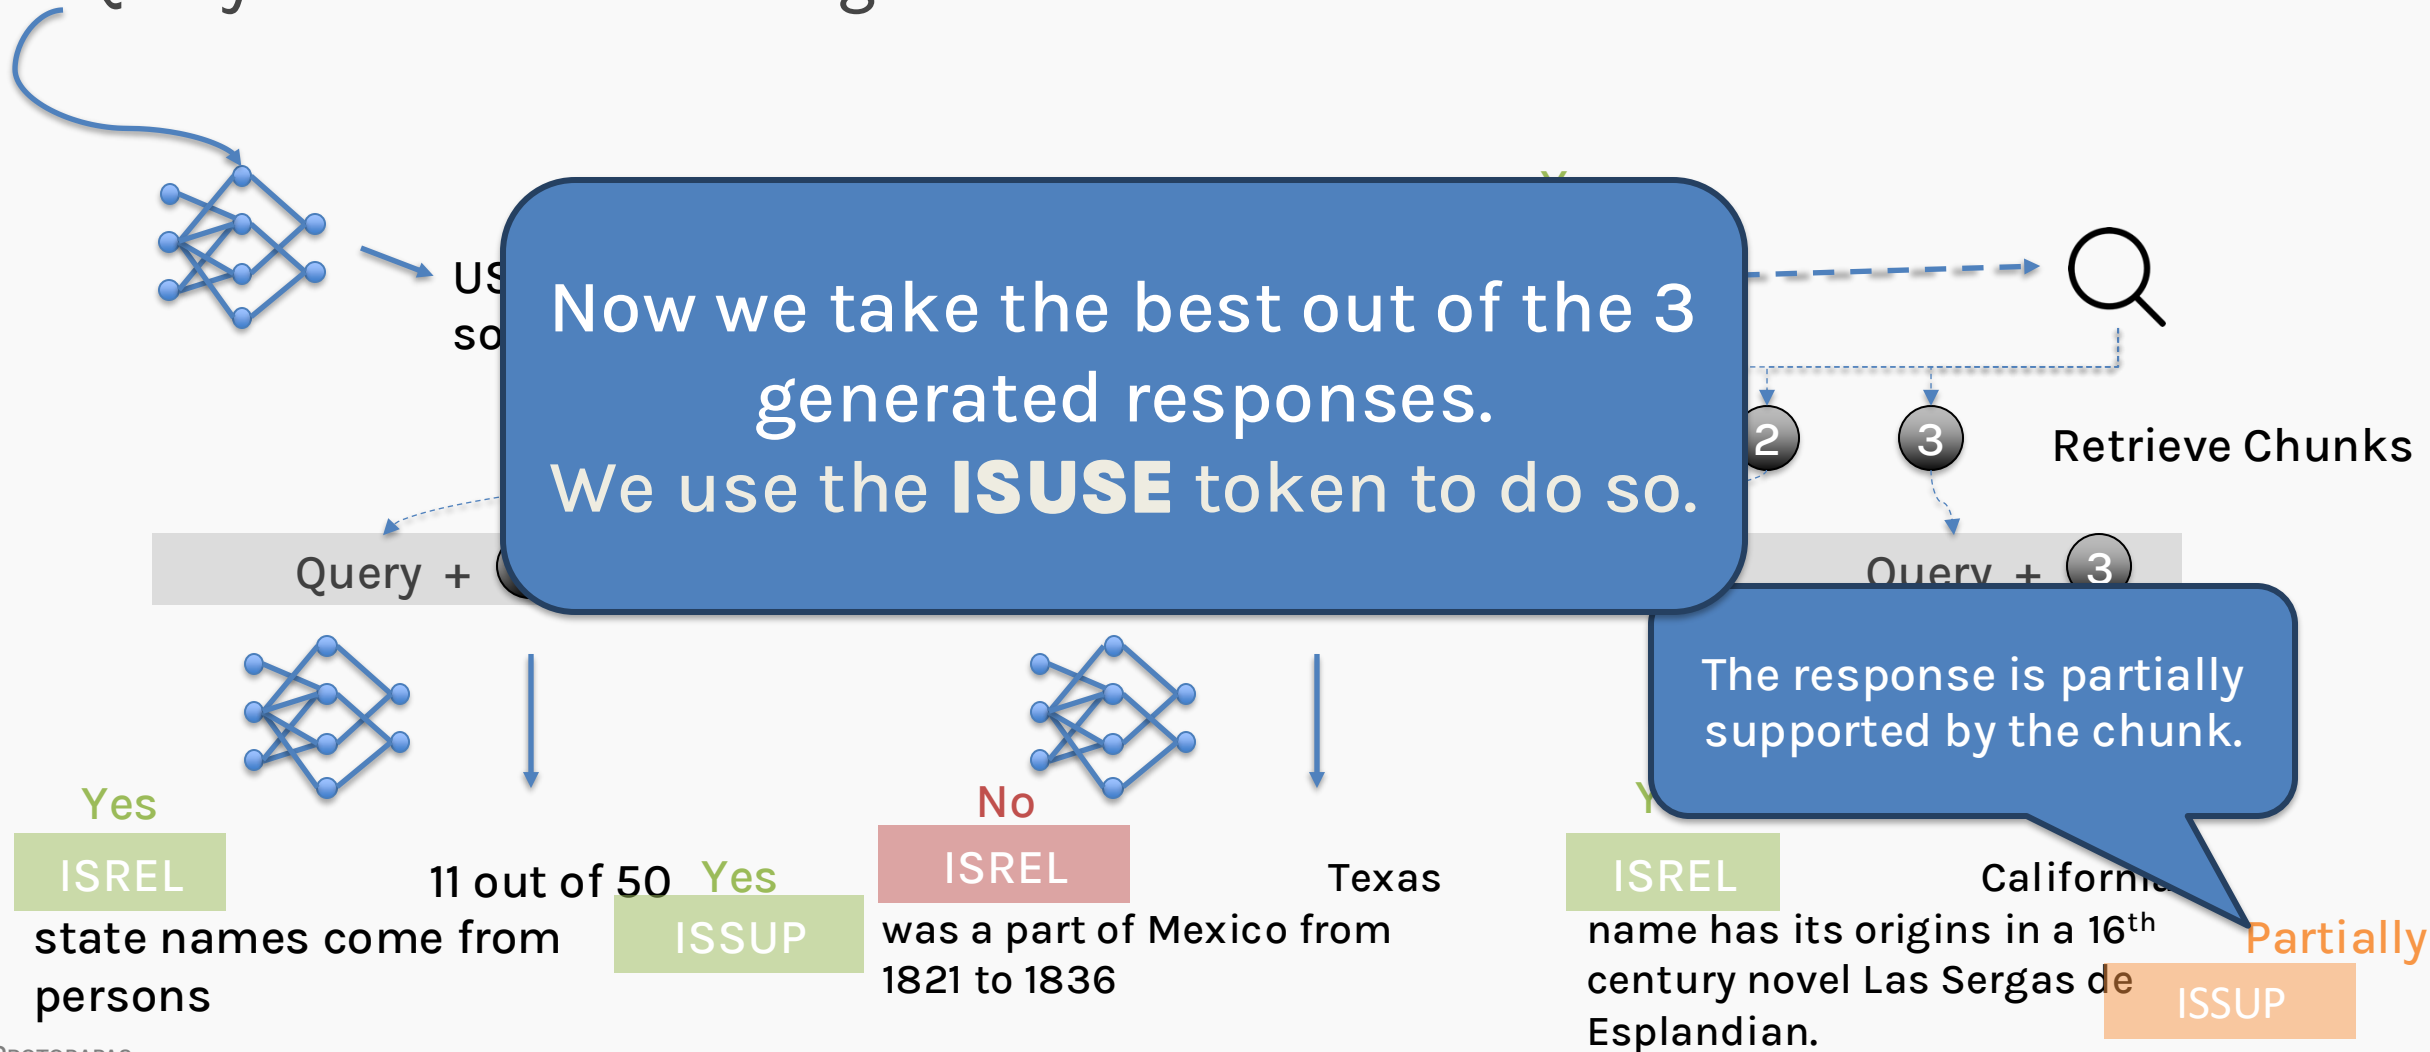 Now we take the best out of the 3
generated responses.
We use the ISUSE token to do so.
2
3
Retrieve Chunks
Query +
Query + 3
The response is partially
supported by the chunk.
Yes
ISREL
11 out of 50
state names come from
persons
Yes
ISSUP
No
ISREL
Texas
was a part of Mexico from
1821 to 1836
ISREL
California
name has its origins in a 16th
century novel Las Sergas de
Esplandian.
Partially
ISSUP